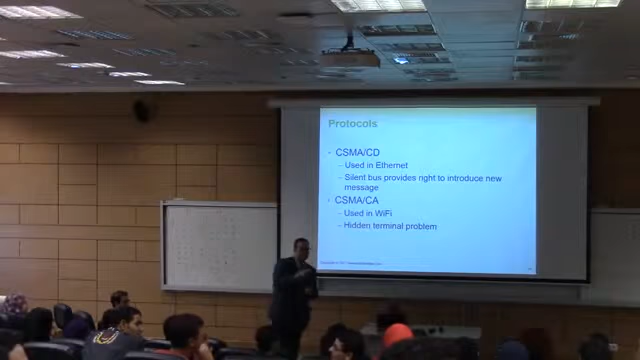 Protocols
- CSMA/CD
– Used in Ethernet
– Silent bus provides right to introduce new
message
- CSMA/CA
– Used in WiFi
– Hidden terminal problem